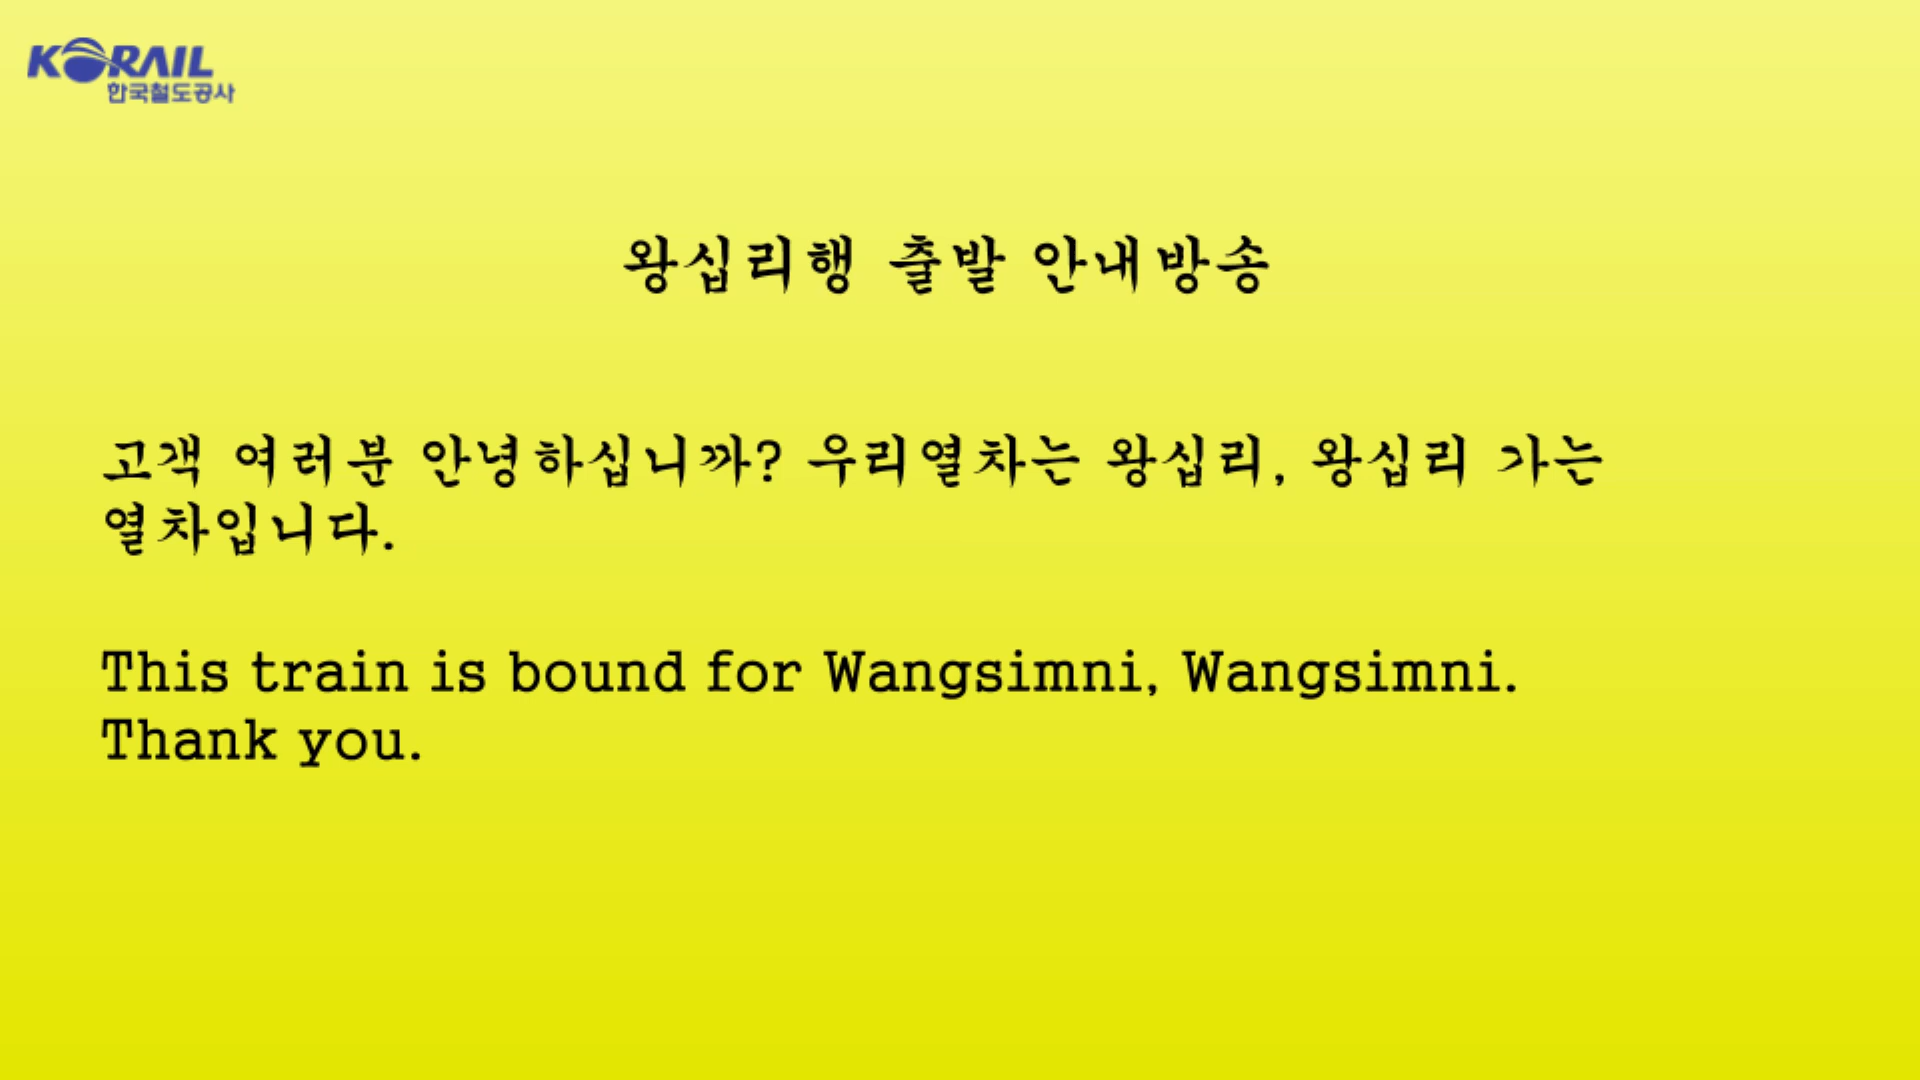 KORAIL
한국철도공사
왕십리행 출발 안내방송
고객 여러분 안녕하십니까? 우리열차는 왕십리, 왕십리 가는
열차입니다.
This train is bound for Wangsimni, Wangsimni.
Thank you.